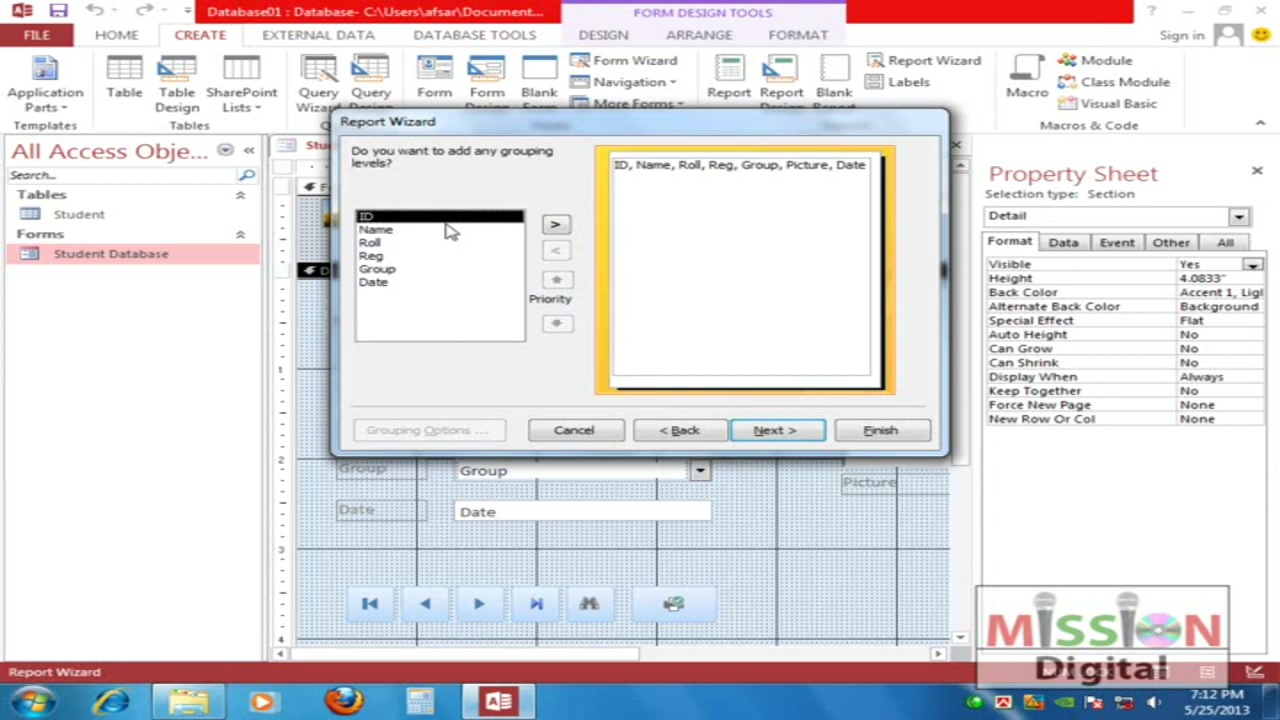 Database01 : Database- C:\Users\afsar\Document...
FORM DESIGN TOOLS
FILE
HOME
CREATE
EXTERNAL DATA
DATABASE TOOLS
DESIGN
ARRANGE
FORMAT
Sign in
Application Parts
Templates
Table
Table Design
SharePoint Lists
Tables
Query
Query
Form
Form
Blank
Form Wizard
Navigation
More Forms
Report
Report
Blank
Report Wizard
Labels
Macro
Module
Class Module
Visual Basic
Macros & Code
All Access Obje...
Search...
Tables
Student
Forms
Student Database
Report Wizard
Do you want to add any grouping
levels?
ID
Name
Roll
Reg
Group
Date
>
<
Priority
ID, Name, Roll, Reg, Group, Picture, Date
Grouping Options ...
Cancel
< Back
Next >
Finish
1
2
3
4
Group
Group
Picture
Date
Date
Property Sheet
Selection type: Section
Detail
Format
Data
Event
Other
All
Visible Yes
Height 4.0833"
Back Color Accent 1, Ligl
Alternate Back Color Background
Special Effect Flat
Auto Height No
Can Grow No
Can Shrink No
Display When Always
Keep Together No
Force New Page None
New Row Or Col None
MISSION
Digital
Report Wizard
7:12 PM
5/25/2013